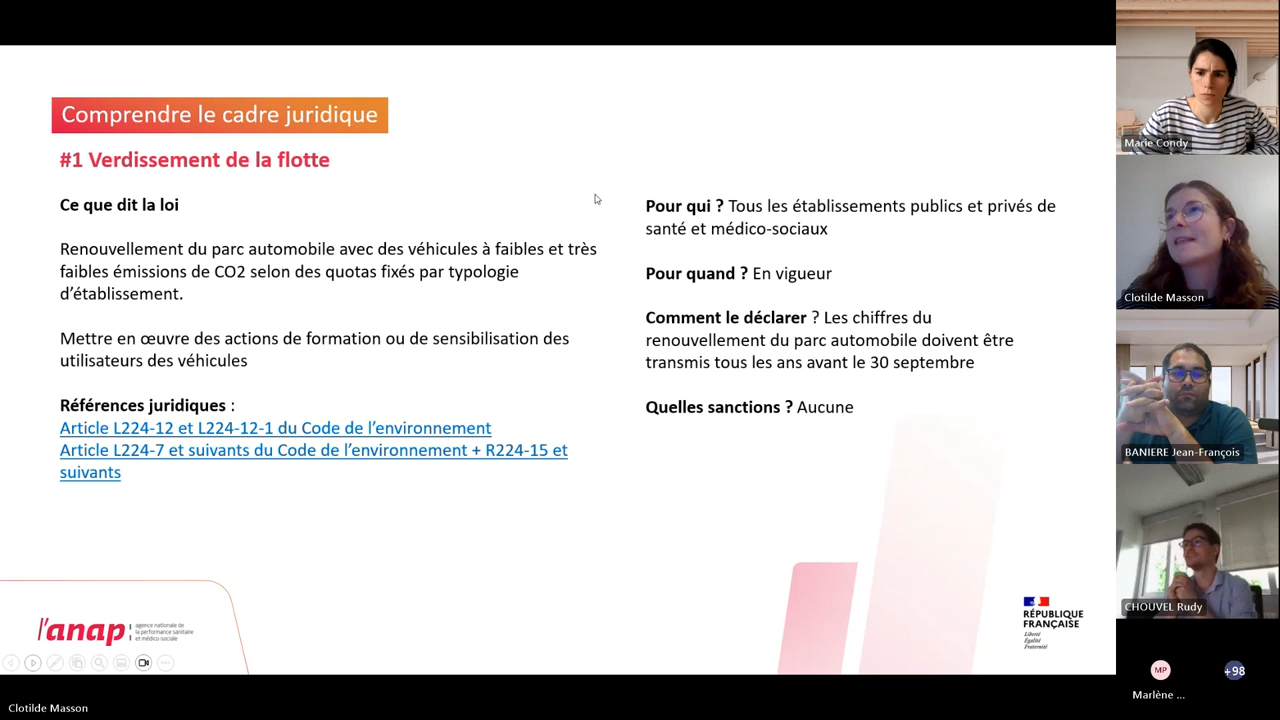 Comprendre le cadre juridique
#1 Verdissement de la flotte
Ce que dit la loi
Renouvellement du parc automobile avec des véhicules à faibles et très
faibles émissions de CO2 selon des quotas fixés par typologie
d’établissement.
Mettre en œuvre des actions de formation ou de sensibilisation des
utilisateurs des véhicules
Références juridiques :
Article L224-12 et L224-12-1 du Code de l’environnement
Article L224-7 et suivants du Code de l’environnement + R224-15 et
suivants
Pour qui ? Tous les établissements publics et privés de
santé et médico-sociaux
Pour quand ? En vigueur
Comment le déclarer ? Les chiffres du
renouvellement du parc automobile doivent être
transmis tous les ans avant le 30 septembre
Quelles sanctions ? Aucune
l'anap
agence nationale de
la performance sanitaire
et médico-sociale
RÉPUBLIQUE
FRANÇAISE
Liberté
Égalité
Fraternité
Clotilde Masson
Marie Condy
Clotilde Masson
BANIERE Jean-François
CHOUVEL Rudy
MP
+98
Marlène ...